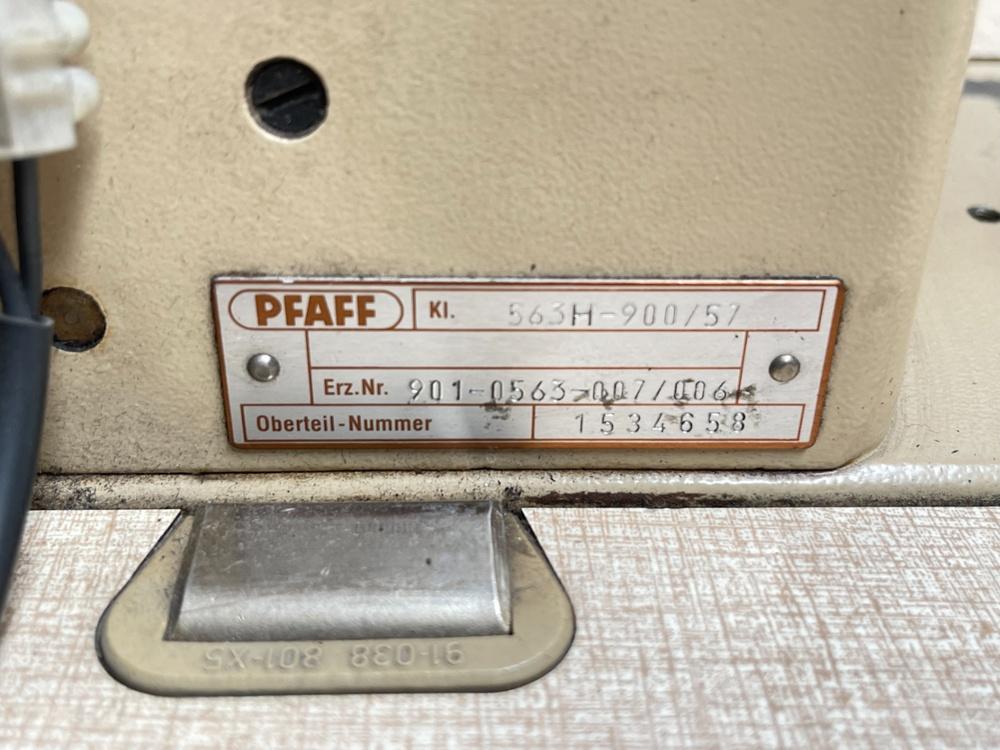 PFAFF Kl. 563H-900/57
Erz.Nr. 901-0563-007/006
Oberteil-Nummer 1534658
91-038 801-X5